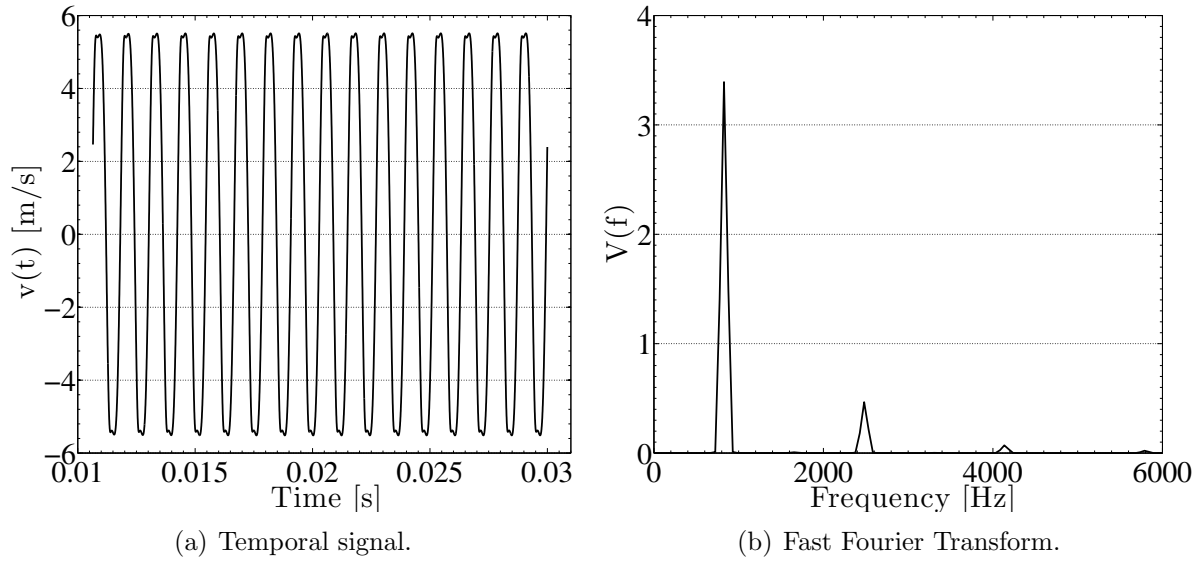 6
4
2
0
−2
−4
−6
v(t) [m/s]
0.01 0.015 0.02 0.025 0.03
Time [s]
(a) Temporal signal.
4
3
2
1
0
V(f)
0 2000 4000 6000
Frequency [Hz]
(b) Fast Fourier Transform.